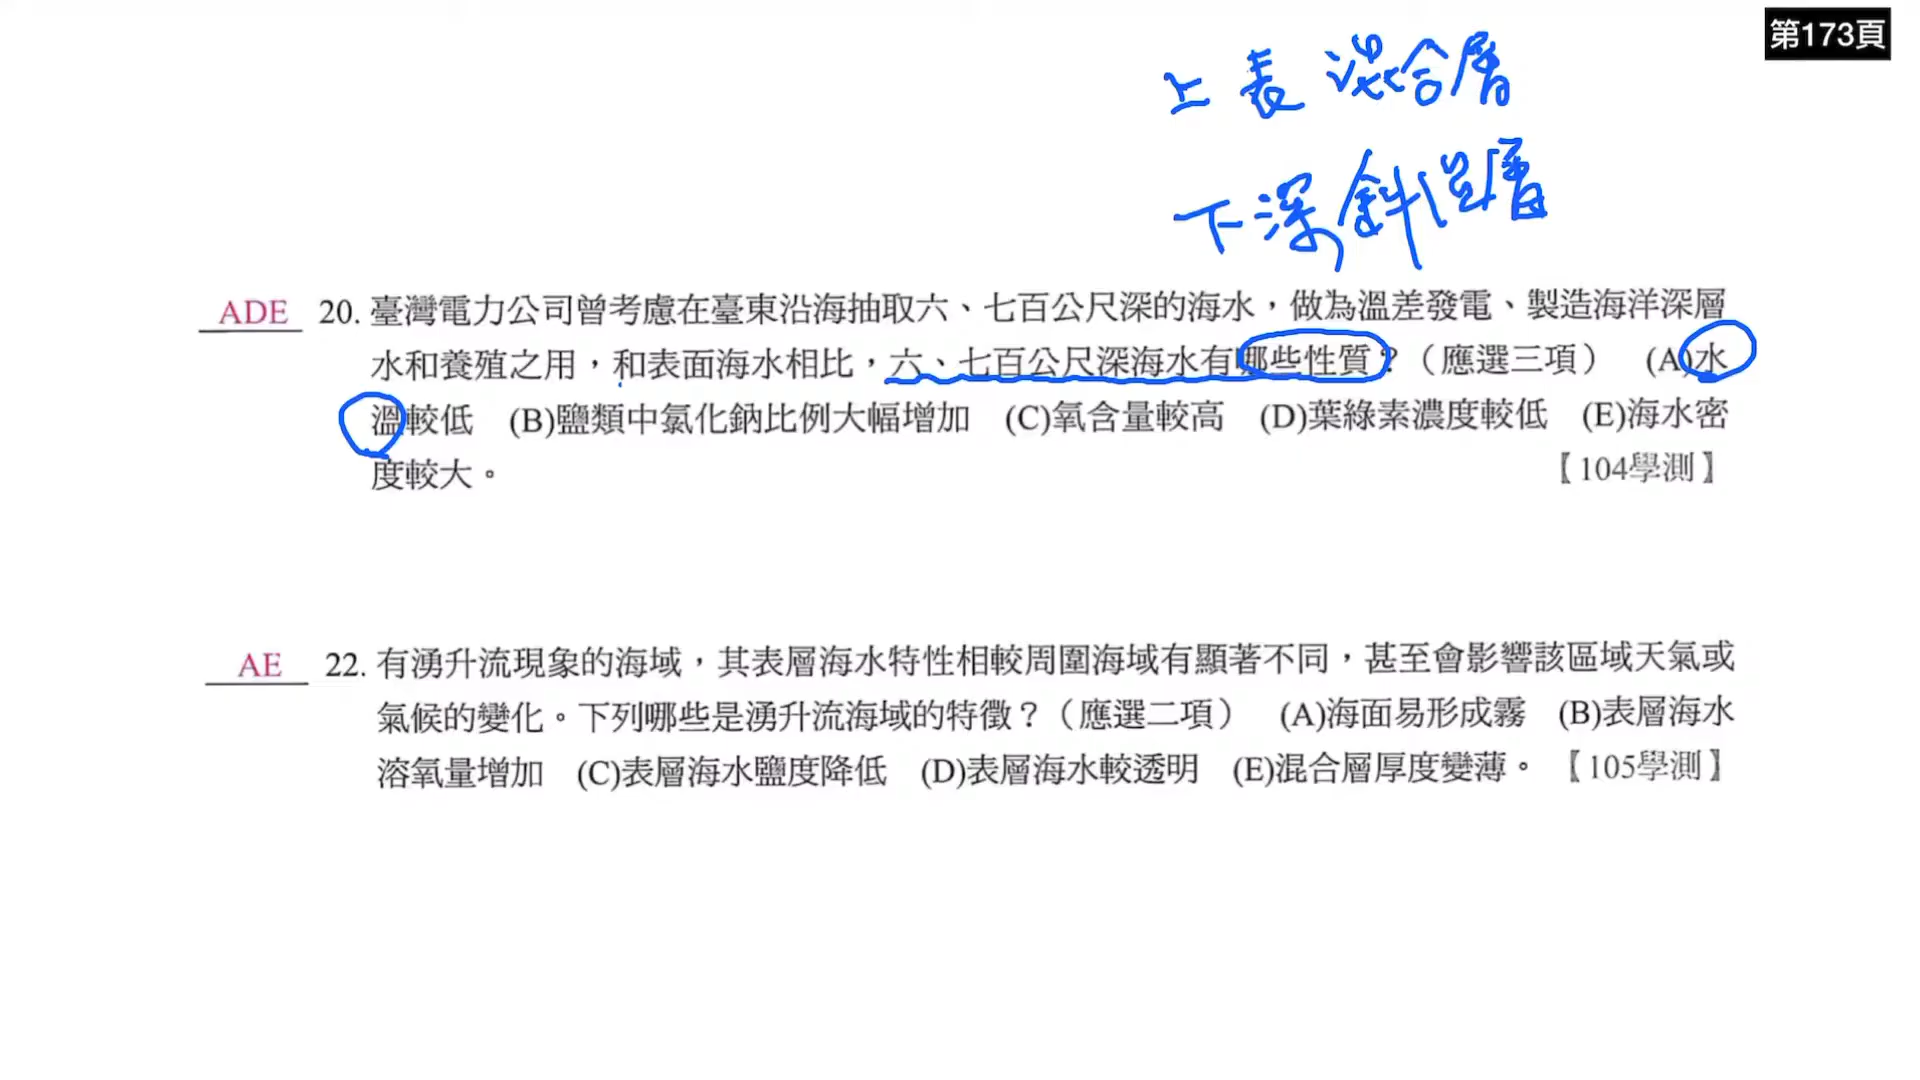 第173頁
上 表 混合層
下 深, 斜溫層
ADE 20. 臺灣電力公司曾考慮在臺東沿海抽取六、七百公尺深的海水，做為溫差發電、製造海洋深層
水和養殖之用，和表面海水相比，六、七百公尺深海水有哪些性質？（應選三項） (A)水
溫較低 (B)鹽類中氯化鈉比例大幅增加 (C)氧含量較高 (D)葉綠素濃度較低 (E)海水密
度較大。 【104學測】
AE 22. 有湧升流現象的海域，其表層海水特性相較周圍海域有顯著不同，甚至會影響該區域天氣或
氣候的變化。下列哪些是湧升流海域的特徵？（應選二項） (A)海面易形成霧 (B)表層海水
溶氧量增加 (C)表層海水鹽度降低 (D)表層海水較透明 (E)混合層厚度變薄。 【105學測】